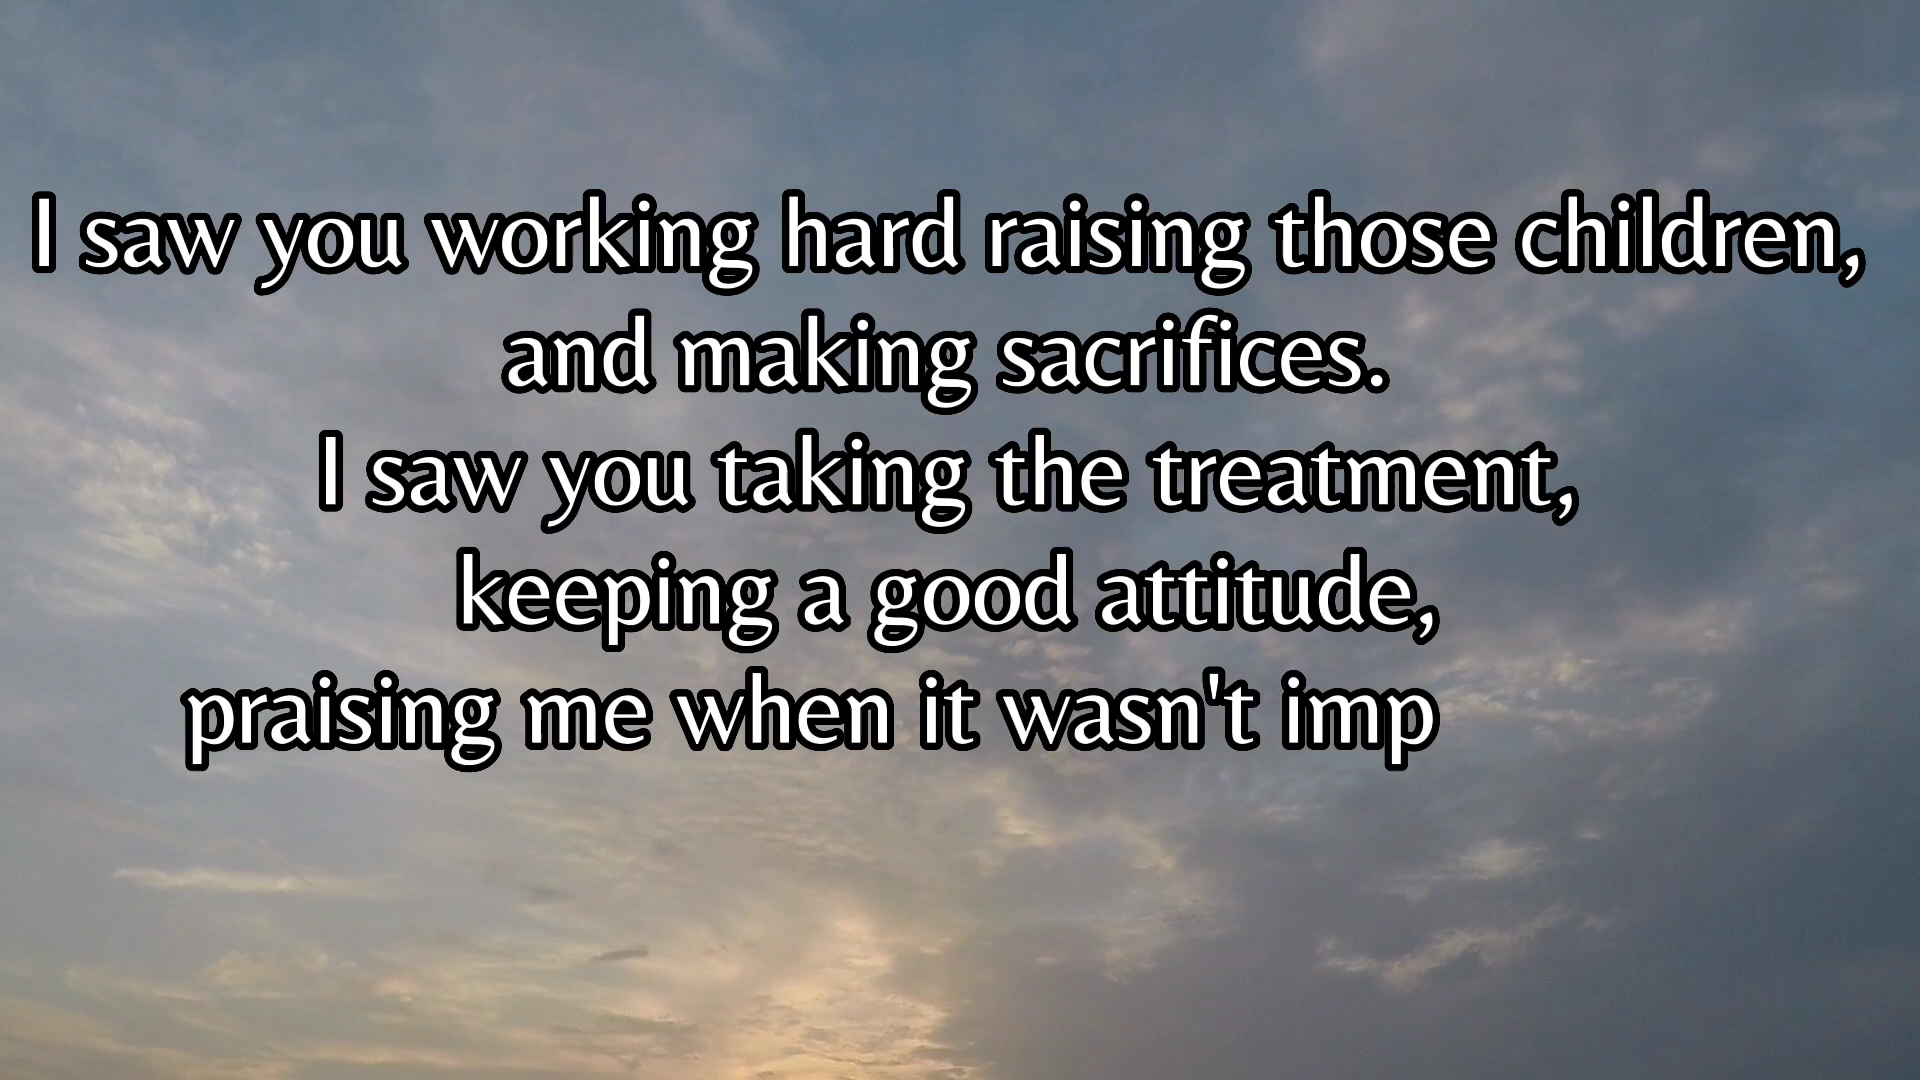 I saw you working hard raising those children,
and making sacrifices.
I saw you taking the treatment,
keeping a good attitude,
praising me when it wasn't imp